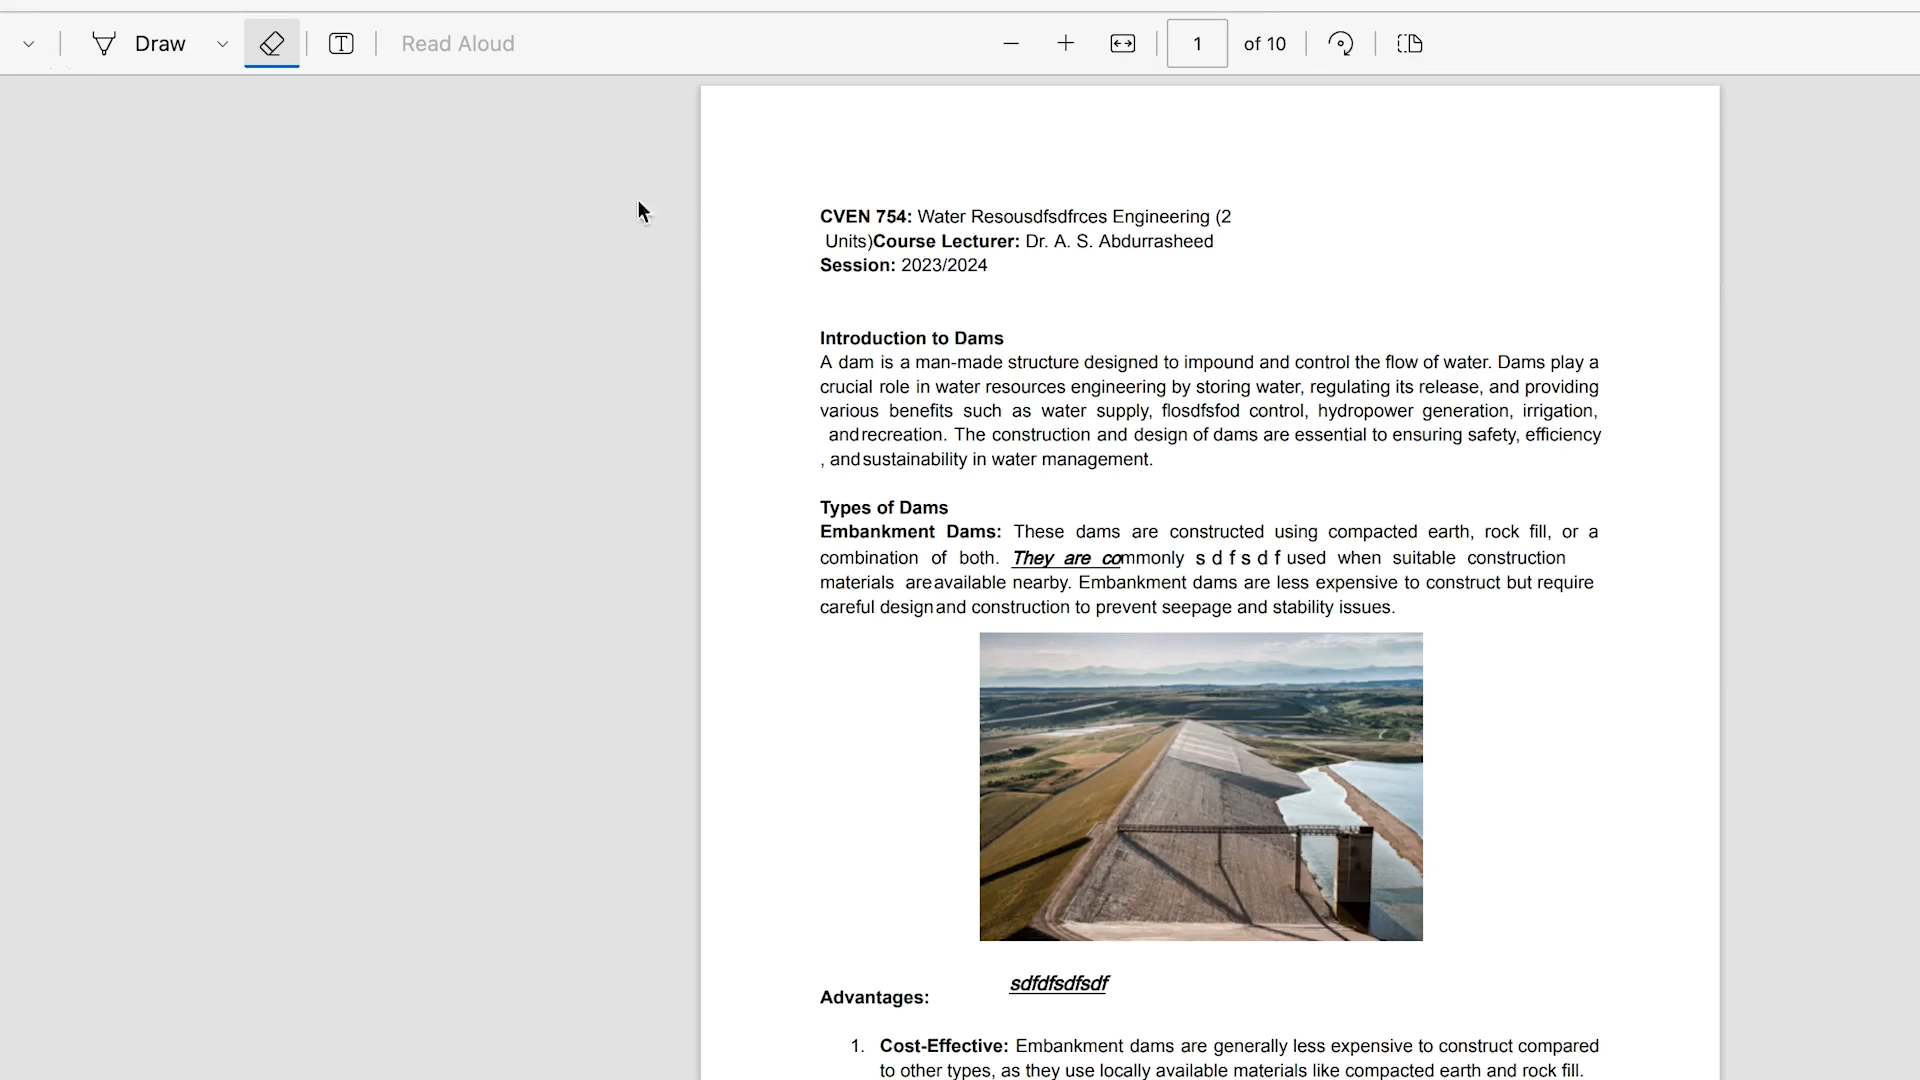 Draw Read Aloud 1 of 10
CVEN 754: Water Resousdfsdfrces Engineering (2
Units)Course Lecturer: Dr. A. S. Abdurrasheed
Session: 2023/2024
Introduction to Dams
A dam is a man-made structure designed to impound and control the flow of water. Dams play a
crucial role in water resources engineering by storing water, regulating its release, and providing
various benefits such as water supply, flosdfsfod control, hydropower generation, irrigation,
and recreation. The construction and design of dams are essential to ensuring safety, efficiency
, and sustainability in water management.
Types of Dams
Embankment Dams: These dams are constructed using compacted earth, rock fill, or a
combination of both. They are commonly s d f s d f used when suitable construction
materials are available nearby. Embankment dams are less expensive to construct but require
careful design and construction to prevent seepage and stability issues.
sdfdfsdfsdf
Advantages:
1. Cost-Effective: Embankment dams are generally less expensive to construct compared
to other types, as they use locally available materials like compacted earth and rock fill.